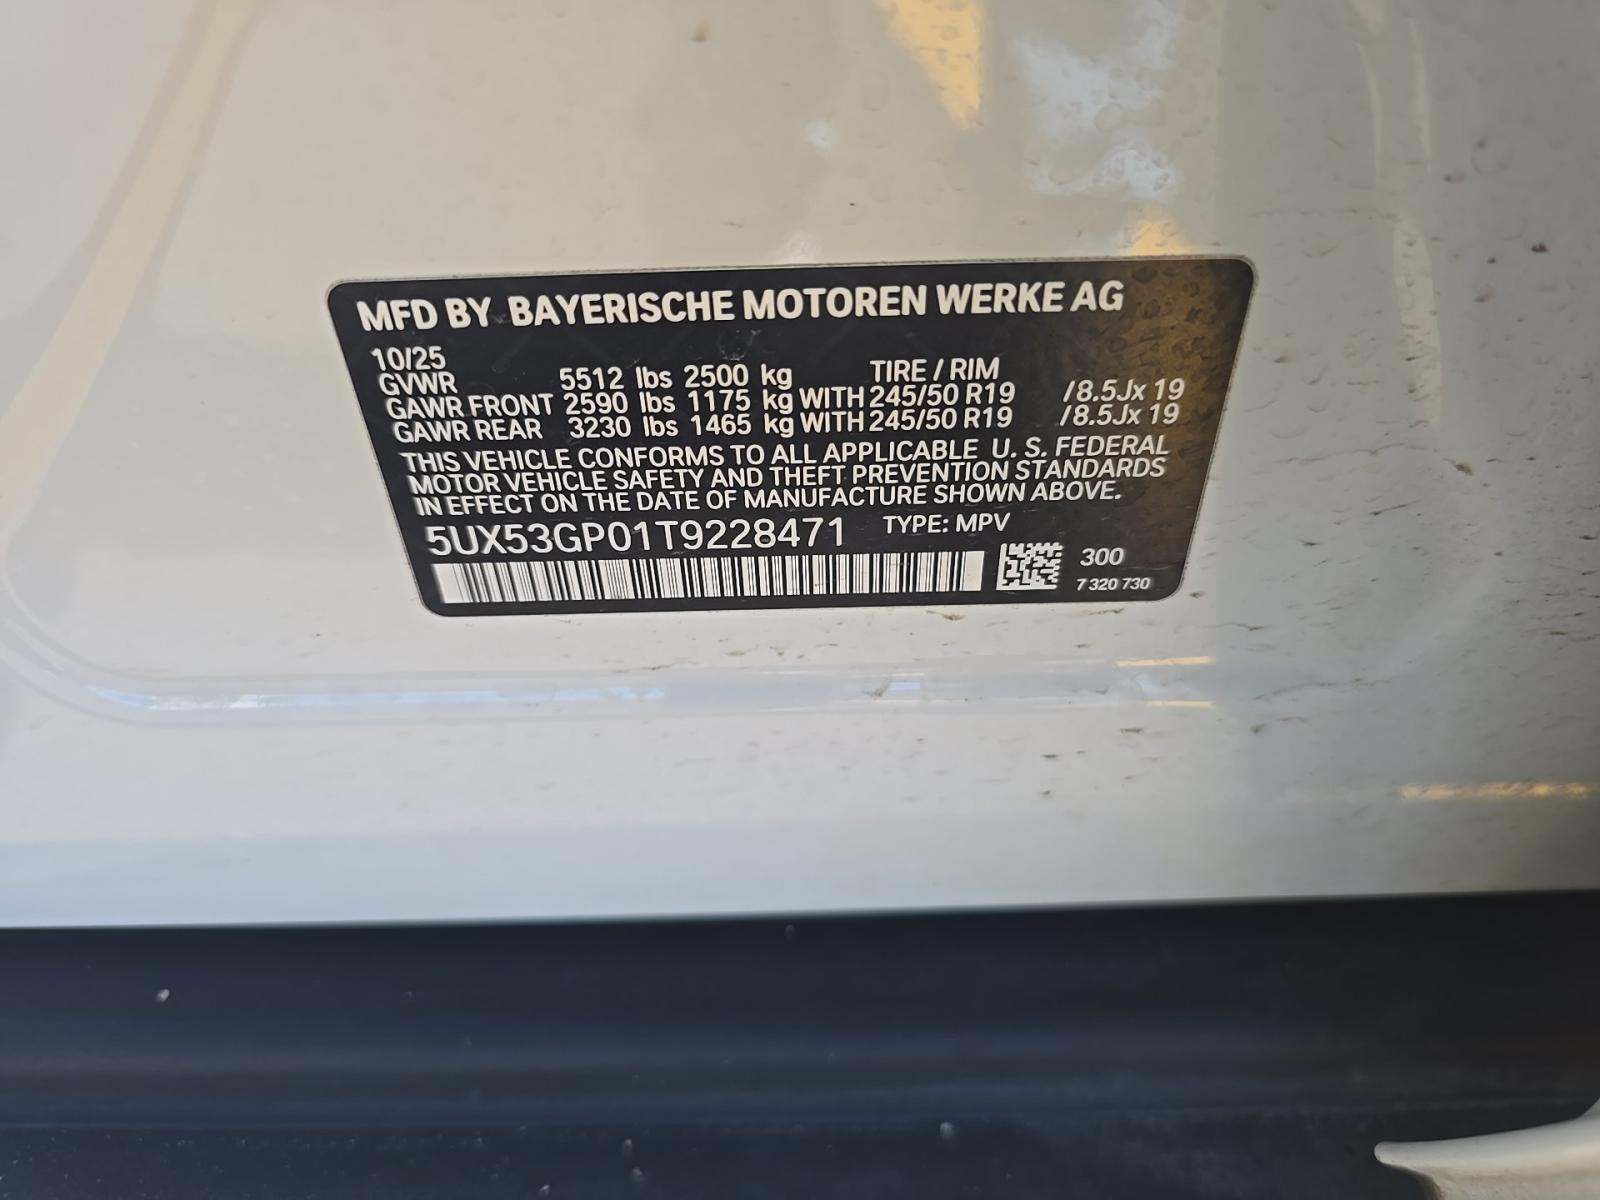 MFD BY BAYERISCHE MOTOREN WERKE AG
10/25
GVWR 5512 lbs 2500 kg TIRE / RIM
GAWR FRONT 2590 lbs 1175 kg WITH 245/50 R19 /8.5Jx 19
GAWR REAR 3230 lbs 1465 kg WITH 245/50 R19 /8.5Jx 19
THIS VEHICLE CONFORMS TO ALL APPLICABLE U. S. FEDERAL
MOTOR VEHICLE SAFETY AND THEFT PREVENTION STANDARDS
IN EFFECT ON THE DATE OF MANUFACTURE SHOWN ABOVE.
5UX53GP01T9228471 TYPE: MPV
300
7 320 730